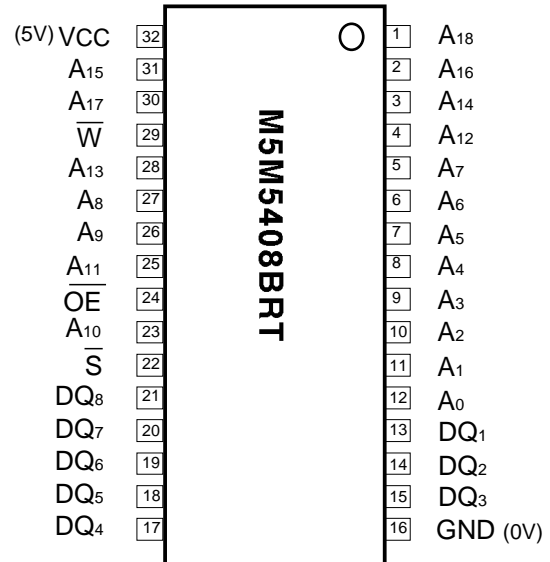 (5V) VCC 32 1 A18
A15 31 2 A16
A17 30 3 A14
W̅ 29 4 A12
A13 28 5 A7
A8 27 6 A6
A9 26 7 A5
A11 25 8 A4
O̅E̅ 24 9 A3
A10 23 10 A2
S̅ 22 11 A1
DQ8 21 12 A0
DQ7 20 13 DQ1
DQ6 19 14 DQ2
DQ5 18 15 DQ3
DQ4 17 16 GND (0V)
M5M5408BRT